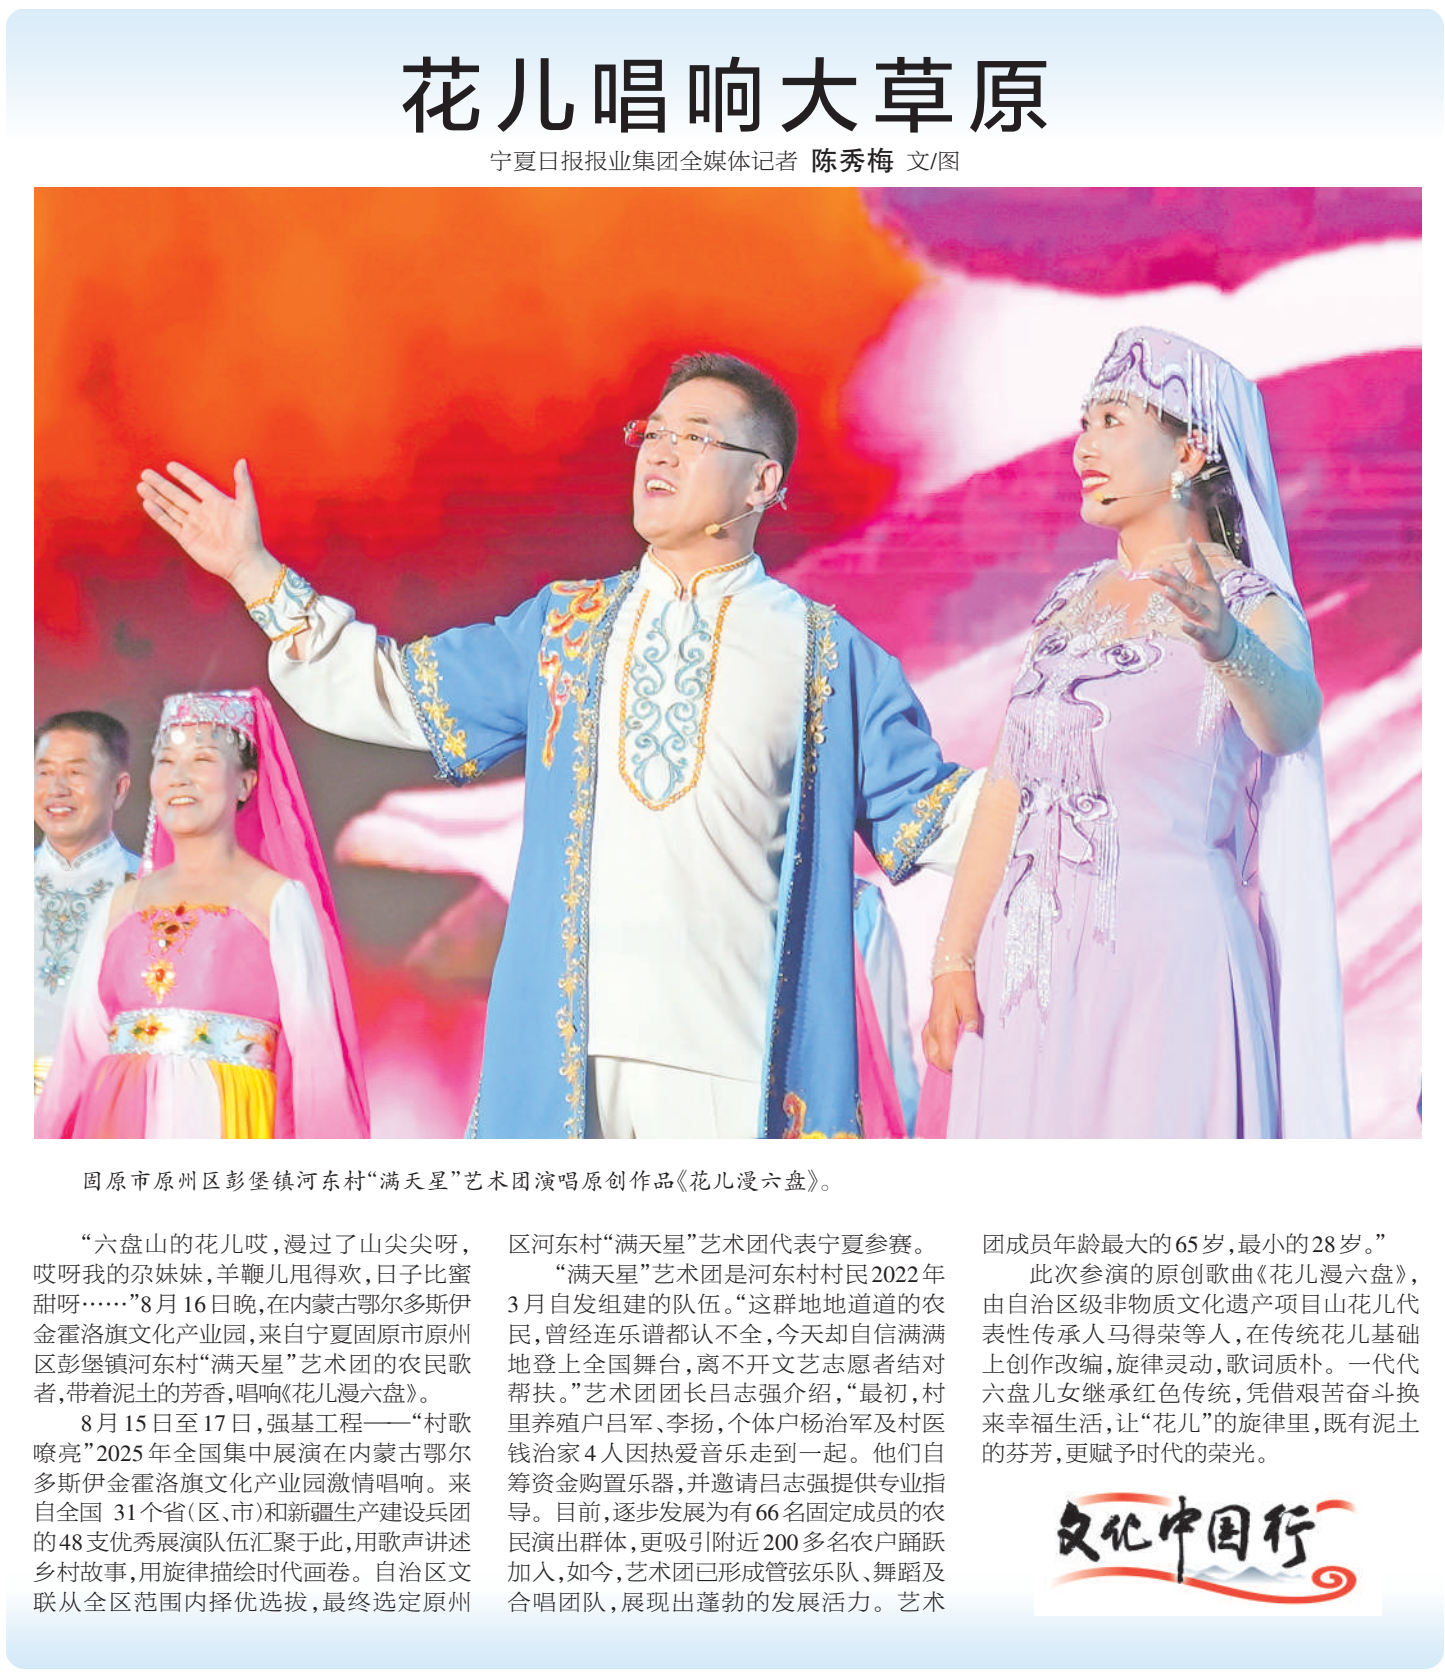 花儿唱响大草原
宁夏日报报业集团全媒体记者 陈秀梅 文/图
固原市原州区彭堡镇河东村“满天星”艺术团演唱原创作品《花儿漫六盘》。
“六盘山的花儿哎，漫过了山尖尖呀，
哎呀我的尕妹妹，羊鞭儿甩得欢，日子比蜜
甜呀……”8月16日晚，在内蒙古鄂尔多斯伊
金霍洛旗文化产业园，来自宁夏固原市原州
区彭堡镇河东村“满天星”艺术团的农民歌
者，带着泥土的芳香，唱响《花儿漫六盘》。
8月15日至17日，强基工程——“村歌
嘹亮”2025年全国集中展演在内蒙古鄂尔
多斯伊金霍洛旗文化产业园激情唱响。来
自全国 31个省（区、市）和新疆生产建设兵团
的48支优秀展演队伍汇聚于此，用歌声讲述
乡村故事，用旋律描绘时代画卷。自治区文
联从全区范围内择优选拔，最终选定原州
区河东村“满天星”艺术团代表宁夏参赛。
“满天星”艺术团是河东村村民2022年
3月自发组建的队伍。“这群地地道道的农
民，曾经连乐谱都认不全，今天却自信满满
地登上全国舞台，离不开文艺志愿者结对
帮扶。”艺术团团长吕志强介绍，“最初，村
里养殖户吕军、李扬，个体户杨治军及村医
钱治家4人因热爱音乐走到一起。他们自
筹资金购置乐器，并邀请吕志强提供专业指
导。目前，逐步发展为有66名固定成员的农
民演出群体，更吸引附近200多名农户踊跃
加入，如今，艺术团已形成管弦乐队、舞蹈及
合唱团队，展现出蓬勃的发展活力。艺术
团成员年龄最大的65岁，最小的28岁。”
此次参演的原创歌曲《花儿漫六盘》，
由自治区级非物质文化遗产项目山花儿代
表性传承人马得荣等人，在传统花儿基础
上创作改编，旋律灵动，歌词质朴。一代代
六盘儿女继承红色传统，凭借艰苦奋斗换
来幸福生活，让“花儿”的旋律里，既有泥土
的芬芳，更赋予时代的荣光。
文化中国行